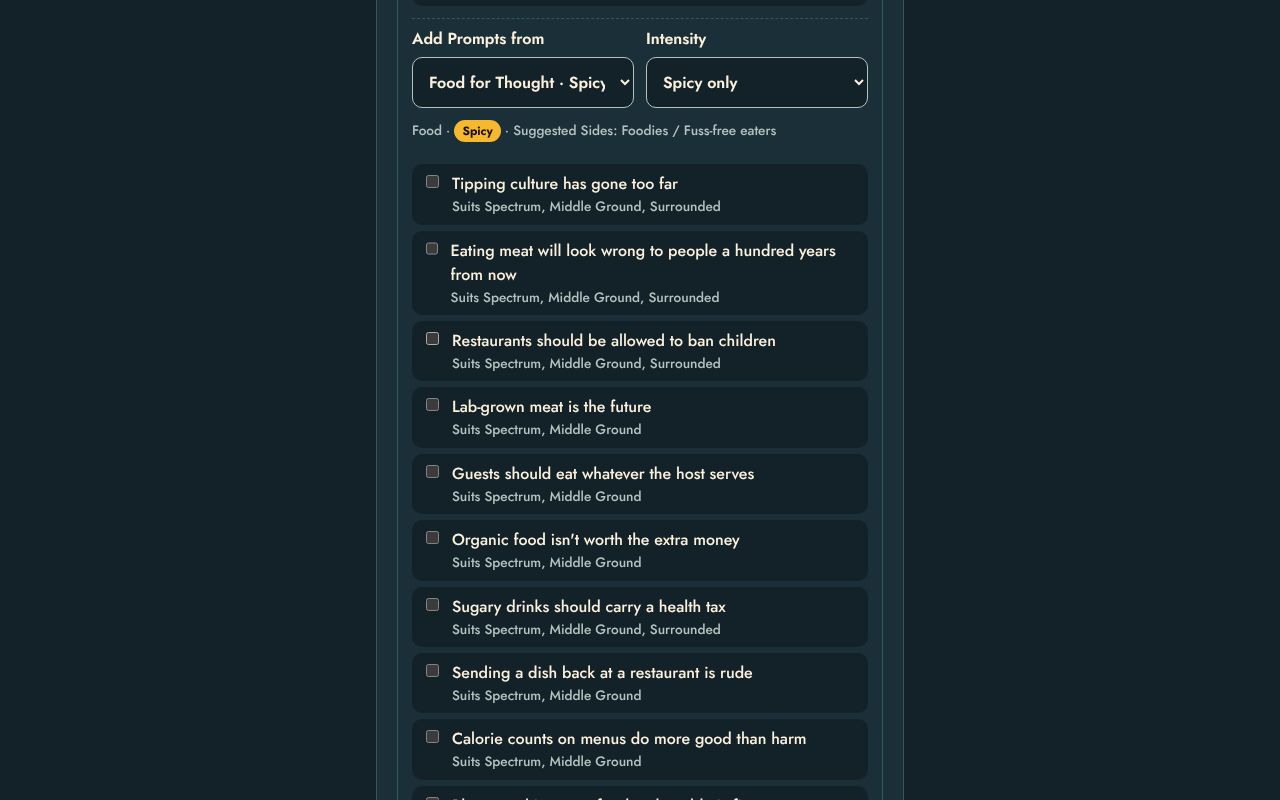 Add Prompts from
Intensity
Food for Thought · Spicy
Spicy only
Food · Spicy · Suggested Sides: Foodies / Fuss-free eaters
Tipping culture has gone too far
Suits Spectrum, Middle Ground, Surrounded
Eating meat will look wrong to people a hundred years
from now
Suits Spectrum, Middle Ground, Surrounded
Restaurants should be allowed to ban children
Suits Spectrum, Middle Ground, Surrounded
Lab-grown meat is the future
Suits Spectrum, Middle Ground
Guests should eat whatever the host serves
Suits Spectrum, Middle Ground
Organic food isn't worth the extra money
Suits Spectrum, Middle Ground
Sugary drinks should carry a health tax
Suits Spectrum, Middle Ground, Surrounded
Sending a dish back at a restaurant is rude
Suits Spectrum, Middle Ground
Calorie counts on menus do more good than harm
Suits Spectrum, Middle Ground